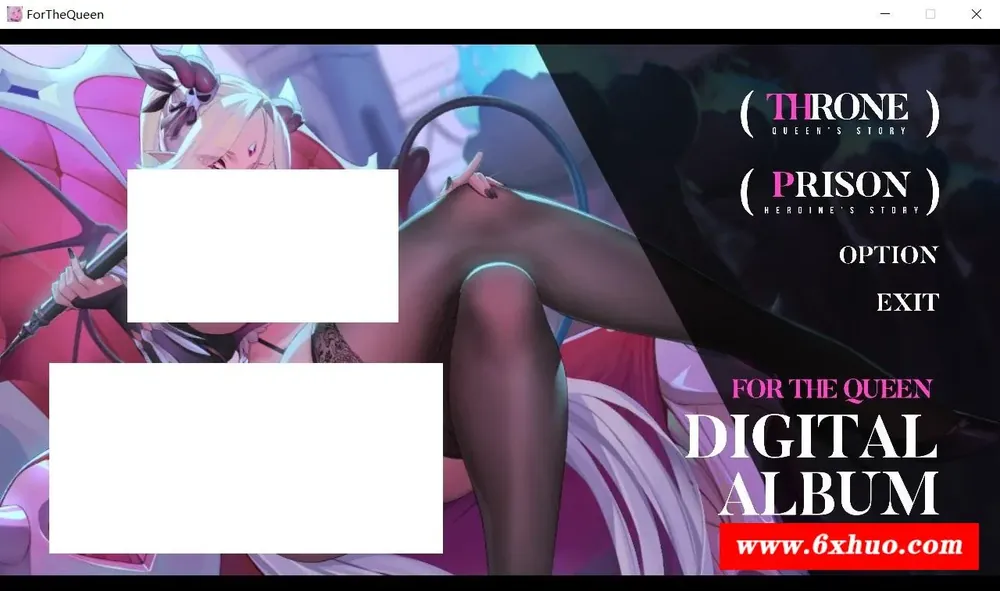 ForTheQueen
( THRONE )
QUEEN'S STORY
( PRISON )
HEROINE'S STORY
OPTION
EXIT
FOR THE QUEEN
DIGITAL
ALBUM
www.6xhuo.com